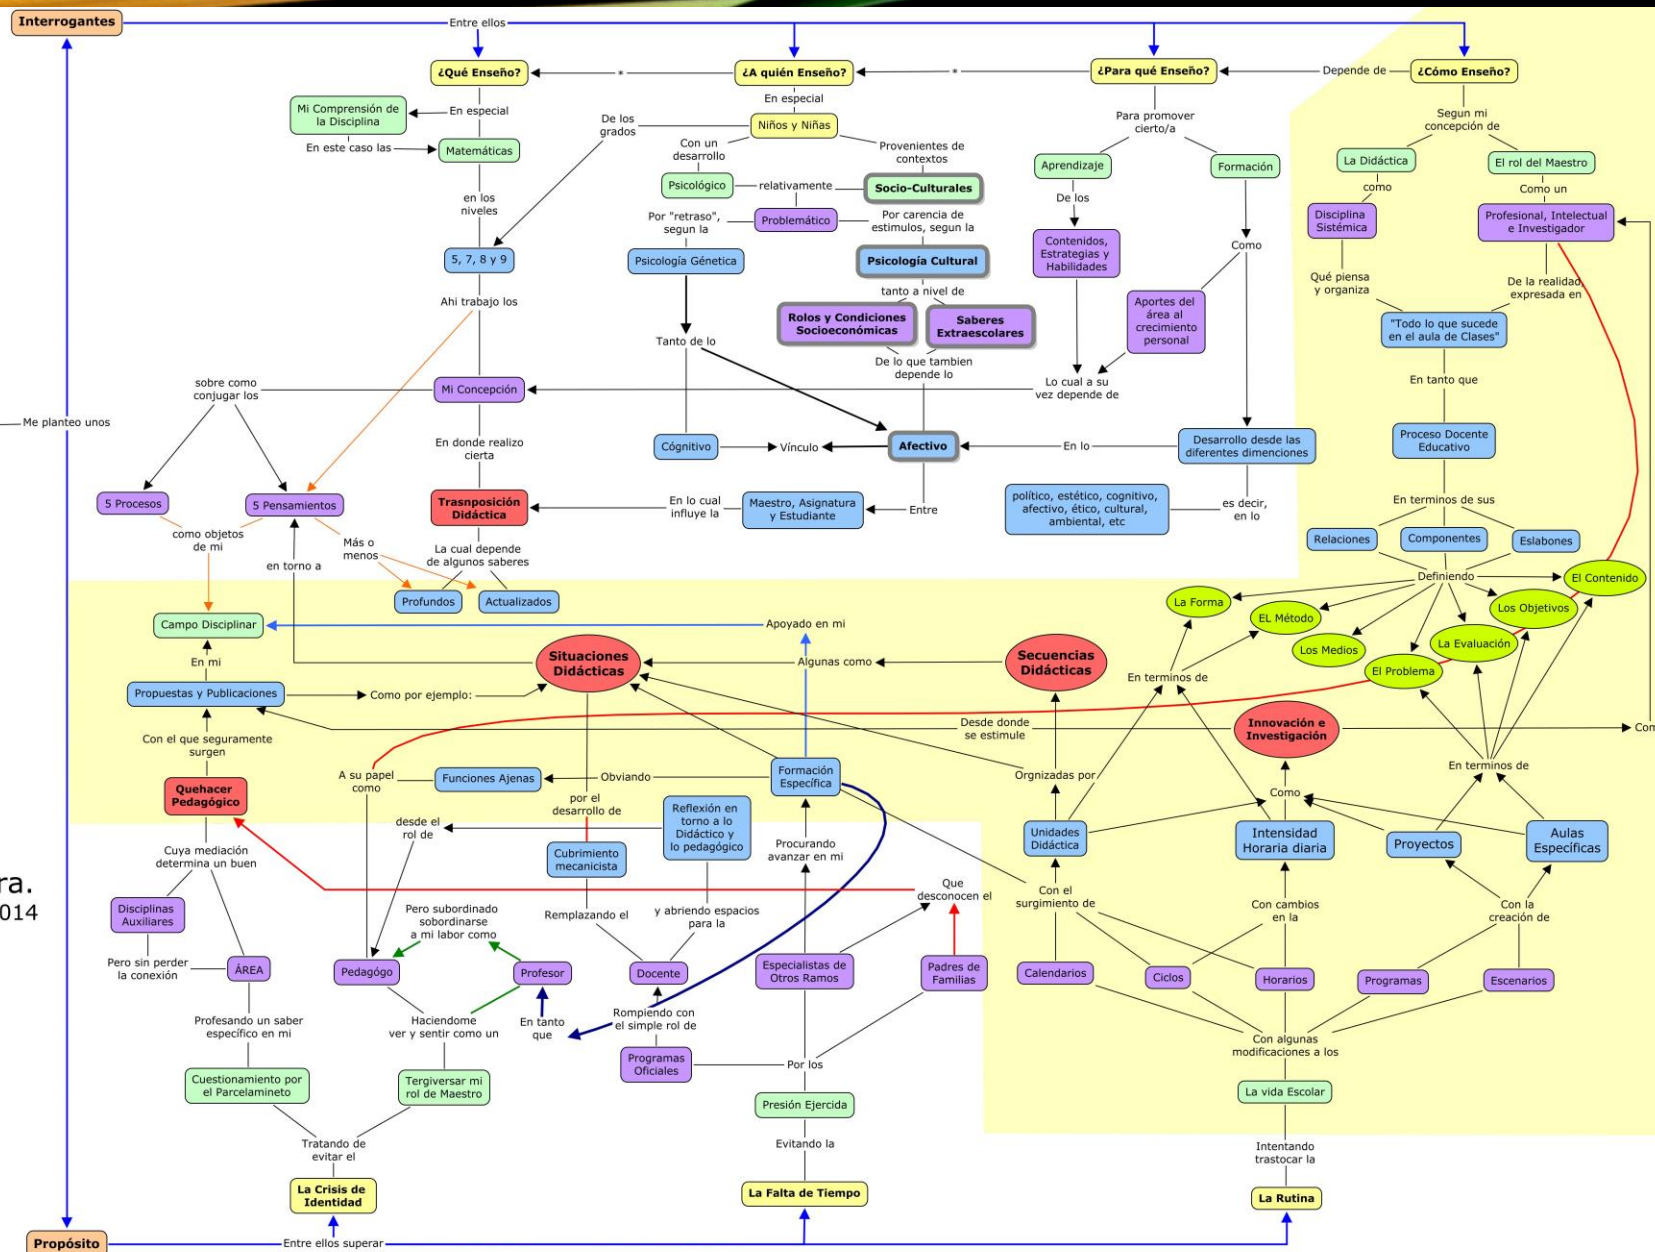 Interrogantes
Entre ellos
¿Qué Enseño?
*
¿A quién Enseño?
*
¿Para qué Enseño?
Depende de
¿Cómo Enseño?
Mi Comprensión de
la Disciplina
En especial
En este caso las
Matemáticas
De los
grados
En especial
Niños y Niñas
Con un
desarrollo
Provenientes de
contextos
Psicológico
relativamente
Socio-Culturales
Por "retraso",
segun la
Problemático
Por carencia de
estimulos, segun la
Para promover
cierto/a
Aprendizaje
Formación
De los
Contenidos,
Estrategias y
Habilidades
Como
Aportes del
área al
crecimiento
personal
Segun mi
concepción de
La Didáctica
El rol del Maestro
como
Como un
Disciplina
Sistémica
Profesional, Intelectual
e Investigador
Qué piensa
y organiza
De la realidad,
expresada en
"Todo lo que sucede
en el aula de Clases"
En tanto que
Proceso Docente
Educativo
En terminos de sus
Relaciones
Componentes
Eslabones
Definiendo
en los
niveles
5, 7, 8 y 9
Ahi trabajo los
Psicología Génetica
Psicología Cultural
tanto a nivel de
Rolos y Condiciones
Socioeconómicas
Saberes
Extraescolares
Tanto de lo
De lo que tambien
depende lo
Lo cual a su
vez depende de
Me planteo unos
sobre como
conjugar los
Mi Concepción
En donde realizo
cierta
Cógnitivo
Vínculo
Afectivo
En lo
Desarrollo desde las
diferentes dimenciones
5 Procesos
5 Pensamientos
Trasnposición
Didáctica
En lo cual
influye la
Maestro, Asignatura
y Estudiante
Entre
político, estético, cognitivo,
afectivo, ético, cultural,
ambiental, etc
es decir,
en lo
como objetos
de mi
en torno a
Más o
menos
La cual depende
de algunos saberes
Profundos
Actualizados
La Forma
EL Método
Los Medios
El Problema
La Evaluación
Los Objetivos
El Contenido
Campo Disciplinar
Apoyado en mi
En mi
Propuestas y Publicaciones
Como por ejemplo:
Situaciones
Didácticas
Algunas como
Secuencias
Didácticas
En terminos de
Con el que seguramente
surgen
Desde donde
se estimule
Innovación e
Investigación
Com
Quehacer
Pedagógico
A su papel
como
Funciones Ajenas
Obviando
Formación
Específica
Orgnizadas por
En terminos de
por el
desarrollo de
Como
desde el
rol de
Reflexión en
torno a lo
Didáctico y
lo pedagógico
Procurando
avanzar en mi
Unidades
Didáctica
Intensidad
Horaria diaria
Proyectos
Aulas
Específicas
Cuya mediación
determina un buen
Cubrimiento
mecanicista
ra.
014
Disciplinas
Auxiliares
Pero subordinado
sobordinarse
a mi labor como
Remplazando el
y abriendo espacios
para la
Que
desconocen el
Con el
surgimiento de
Con cambios
en la
Con la
creación de
Pero sin perder
la conexión
ÁREA
Pedagógo
Profesor
Docente
Especialistas de
Otros Ramos
Padres de
Familias
Calendarios
Ciclos
Horarios
Programas
Escenarios
Profesando un saber
específico en mi
Haciendome
ver y sentir como un
En tanto
que
Rompiendo con
el simple rol de
Programas
Oficiales
Por los
Con algunas
modificaciones a los
Cuestionamiento por
el Parcelamineto
Tergiversar mi
rol de Maestro
Presión Ejercida
La vida Escolar
Tratando de
evitar el
Evitando la
Intentando
trastocar la
La Crisis de
Identidad
La Falta de Tiempo
La Rutina
Propósito
Entre ellos superar